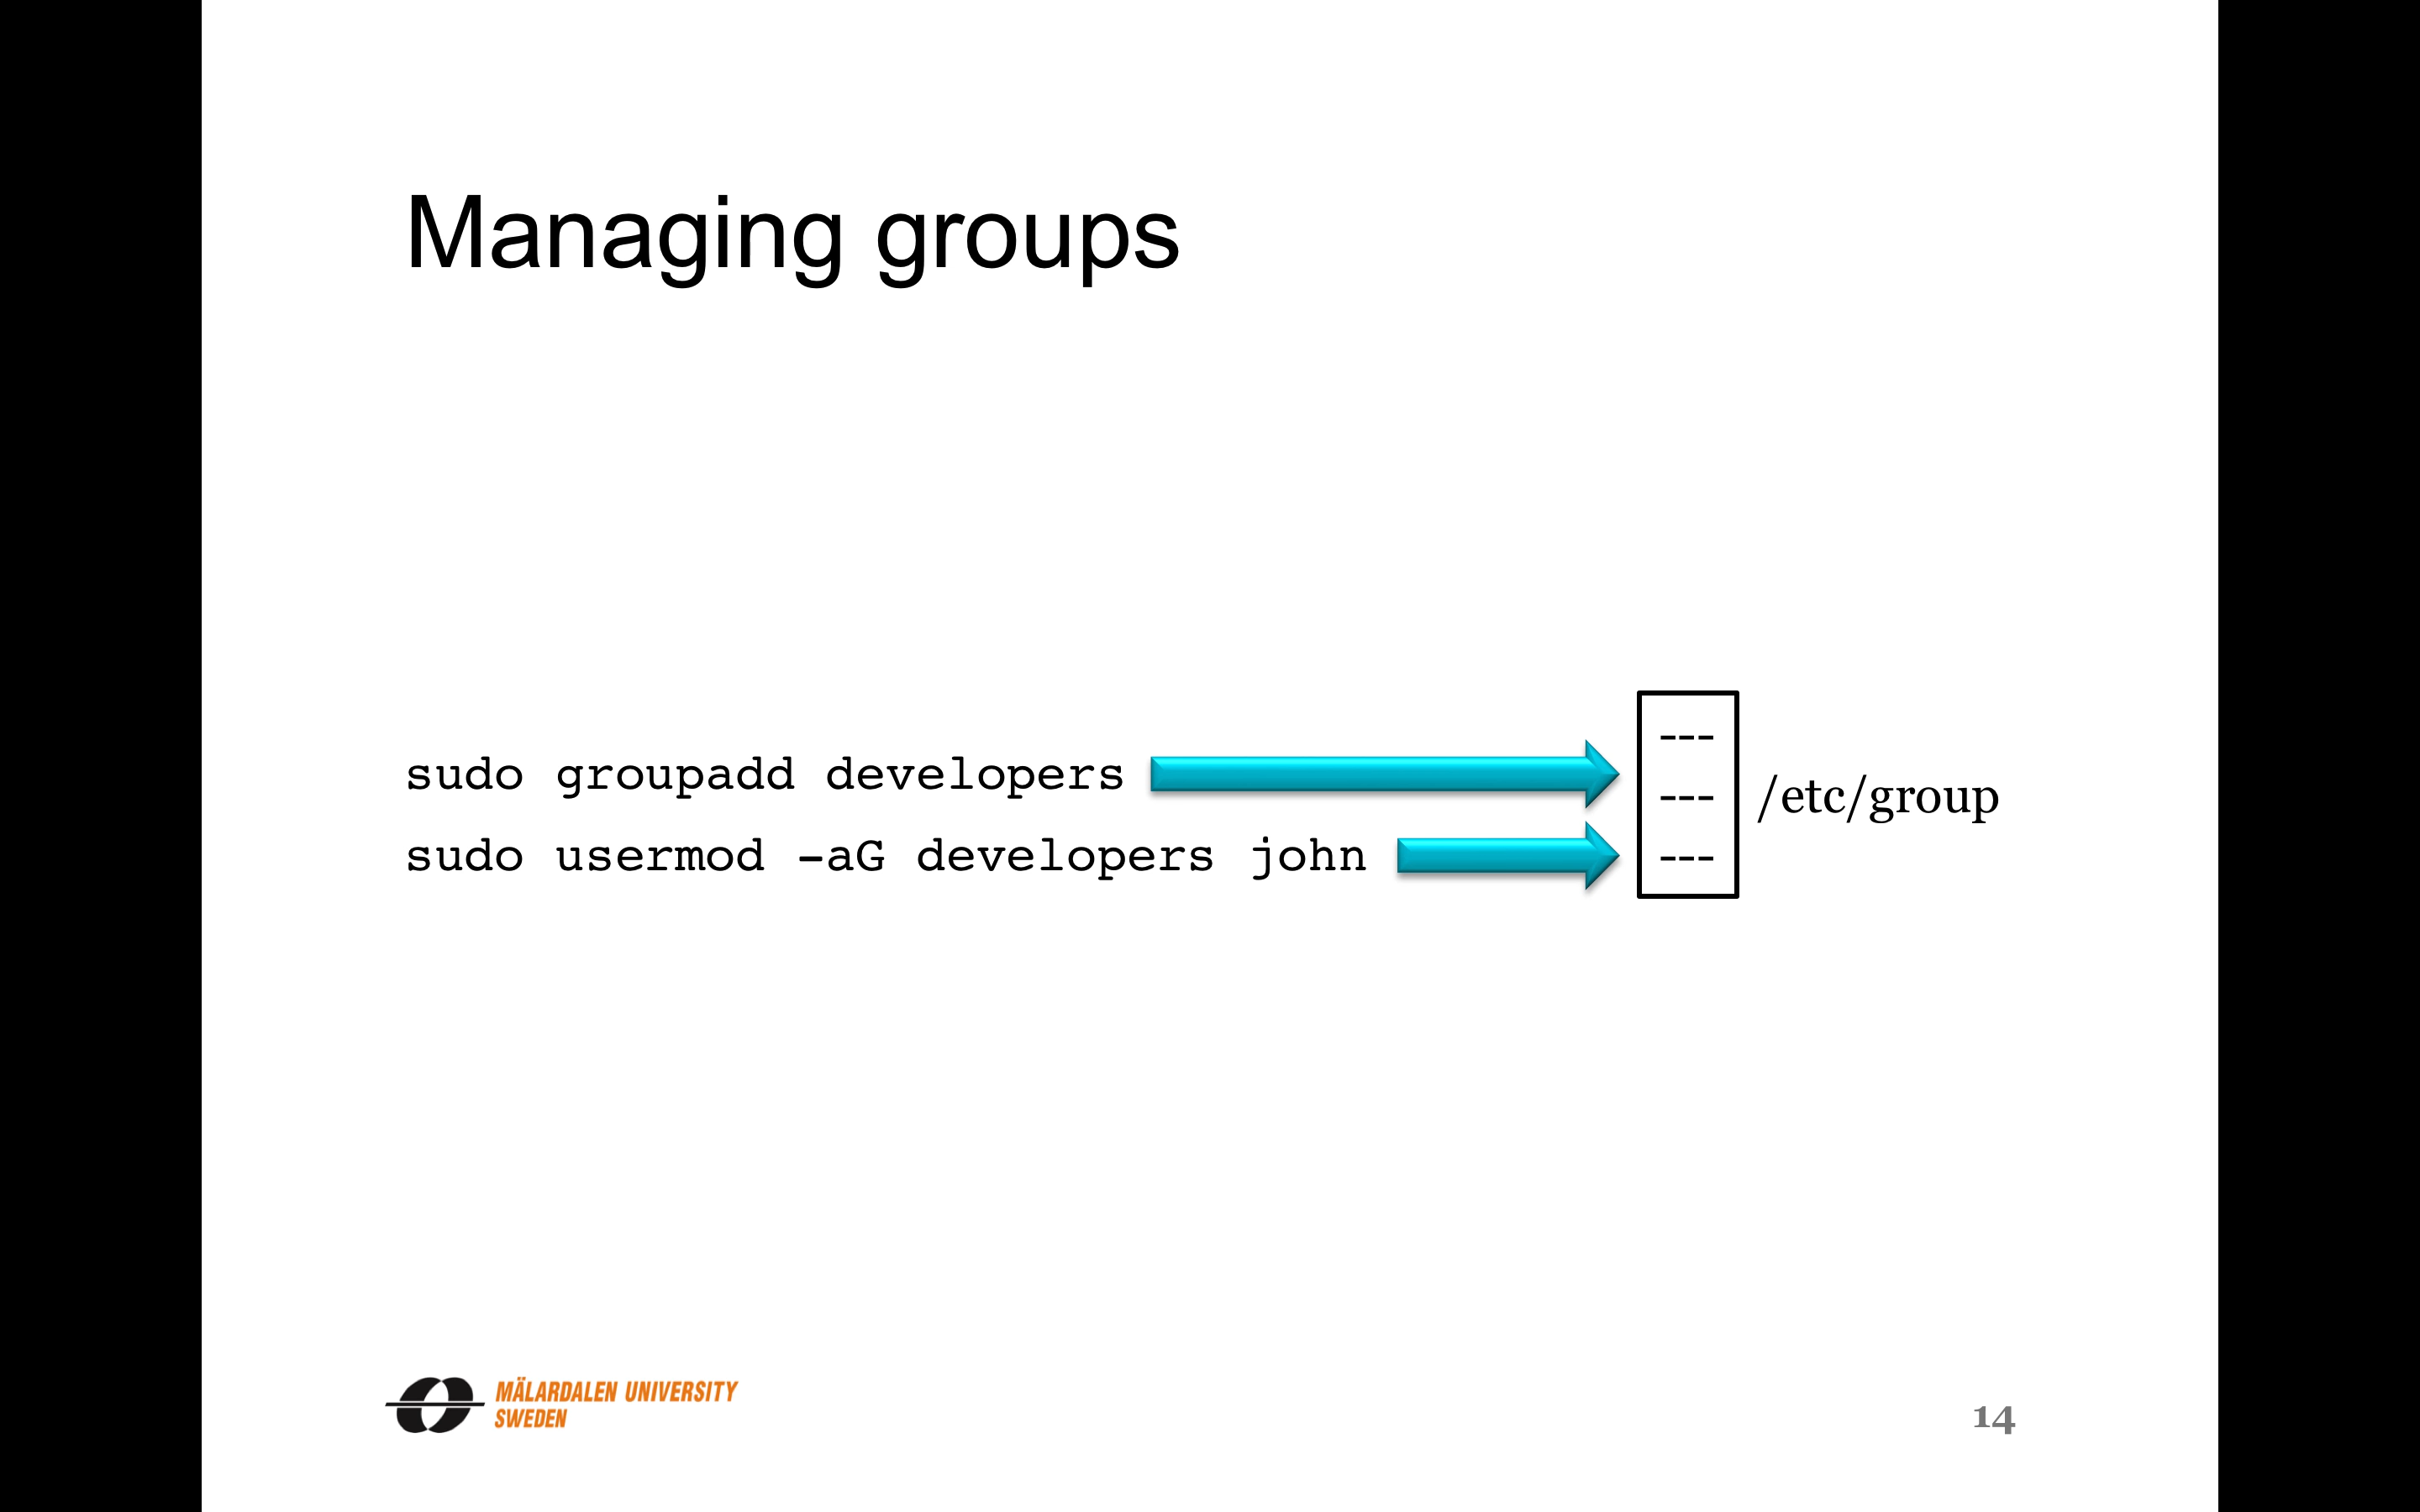 Managing groups
sudo groupadd developers
sudo usermod –aG developers john
---
---
---
/etc/group
MÄLARDALEN UNIVERSITY
SWEDEN
14